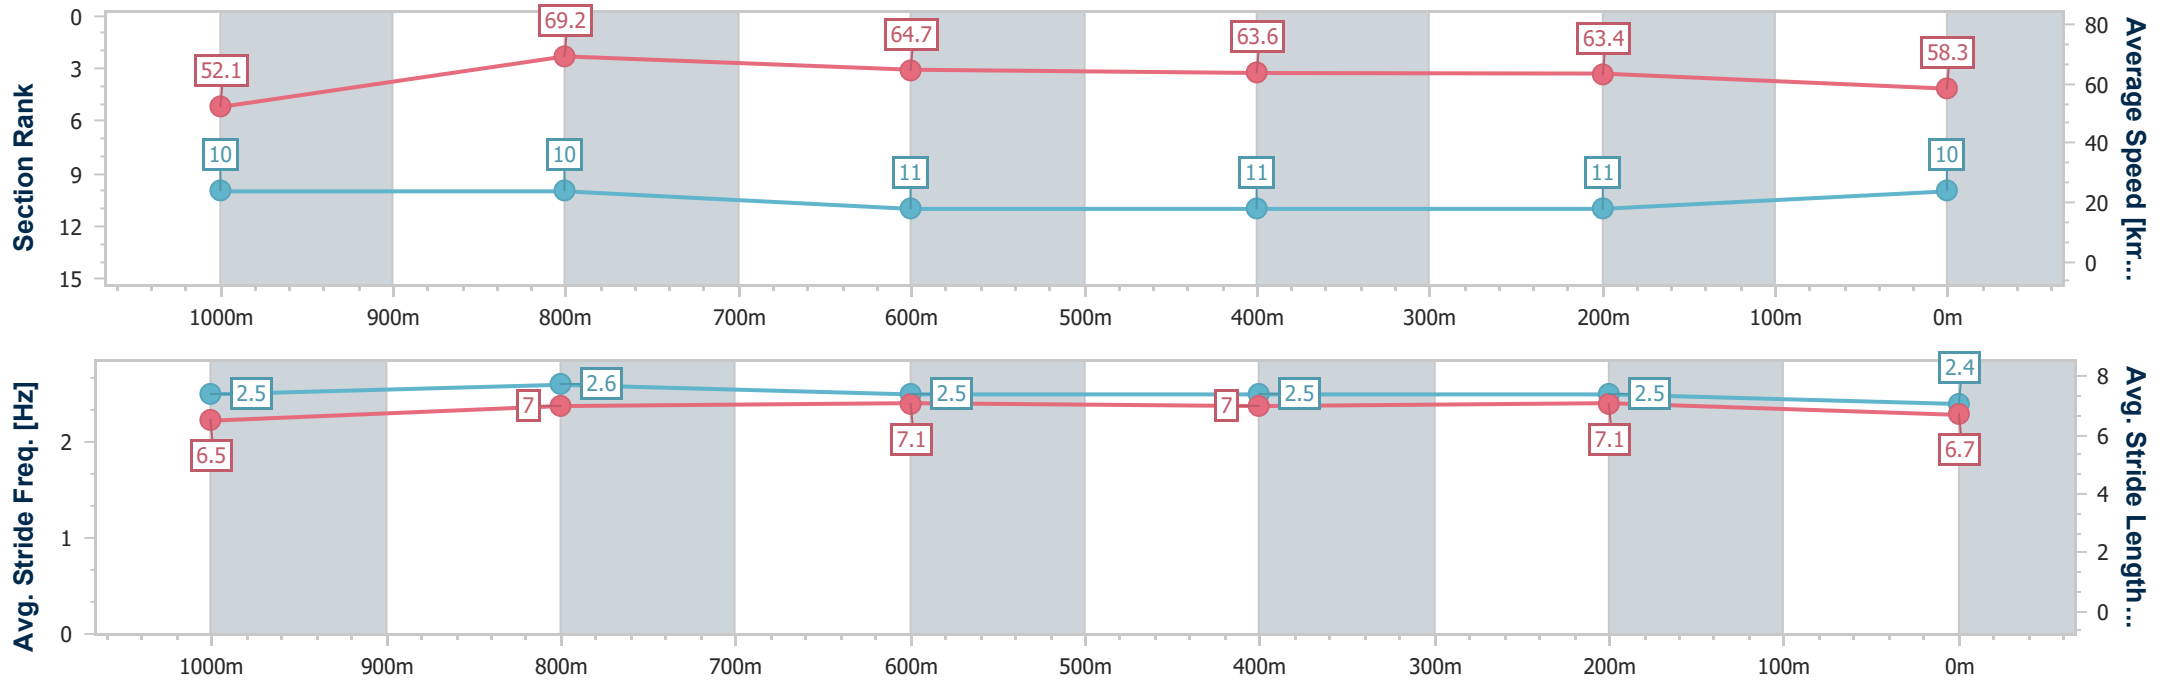 Section Rank
0
3
6
9
12
15
52.1
69.2
64.7
63.6
63.4
58.3
10
10
11
11
11
10
80
60
40
20
0
Average Speed [km...
1000m
900m
800m
700m
600m
500m
400m
300m
200m
100m
0m
Avg. Stride Freq. [Hz]
2
1
0
2.5
2.6
2.5
2.5
2.5
2.4
6.5
7
7.1
7
7.1
6.7
8
6
4
2
0
Avg. Stride Length...
1000m
900m
800m
700m
600m
500m
400m
300m
200m
100m
0m